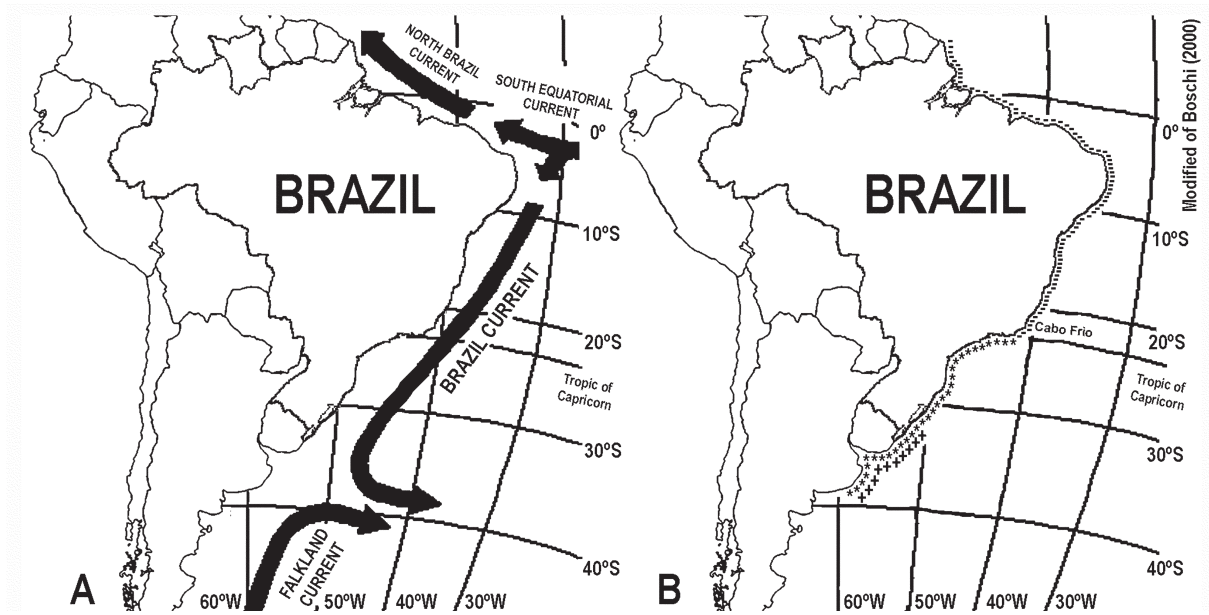 NORTH BRAZIL
CURRENT
SOUTH EQUATORIAL
CURRENT
0º
BRAZIL
10ºS
BRAZIL CURRENT
20ºS
Tropic of
Capricorn
30ºS
FALKLAND
CURRENT
40ºS
A
60ºW
50ºW
40ºW
30ºW
Modified of Boschi (2000)
0º
BRAZIL
10ºS
Cabo Frio
20ºS
Tropic of
Capricorn
30ºS
40ºS
B
60ºW
50ºW
40ºW
30ºW